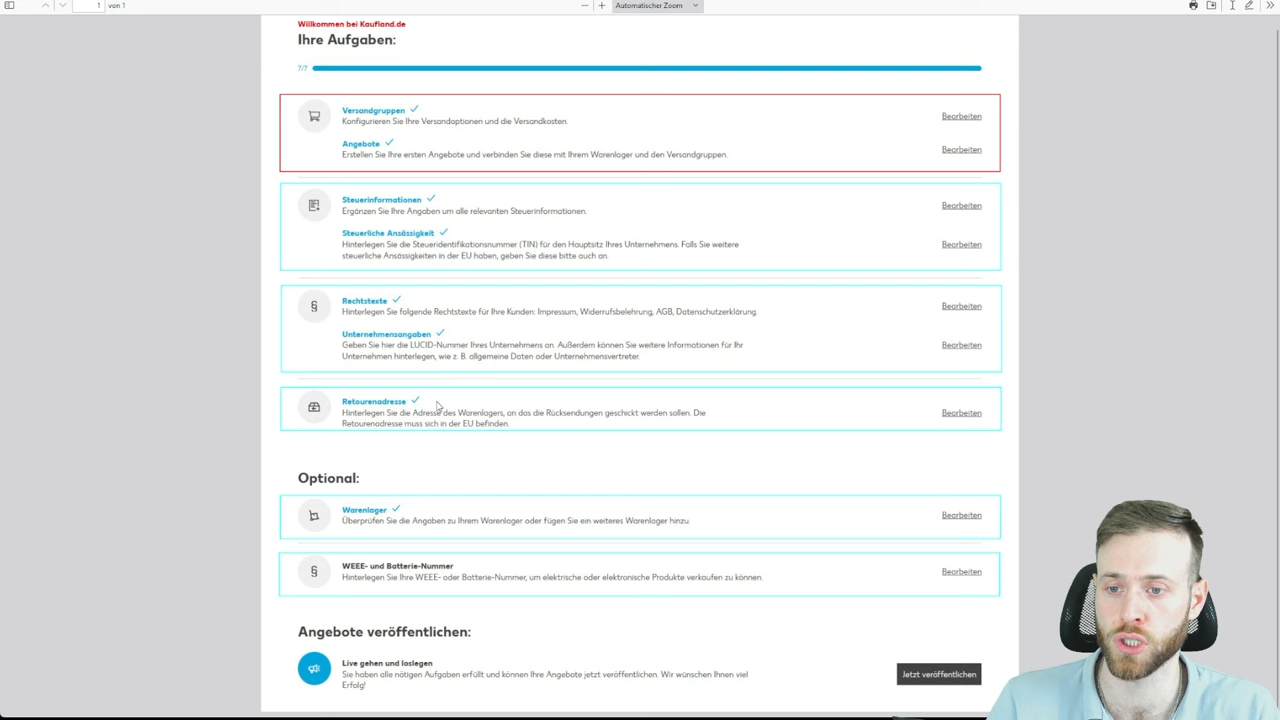 1 von 1
Automatischer Zoom
Willkommen bei Kaufland.de
Ihre Aufgaben:
7/7
Versandgruppen
Konfigurieren Sie Ihre Versandoptionen und die Versandkosten.
Bearbeiten
Angebote
Erstellen Sie Ihre ersten Angebote und verbinden Sie diese mit Ihrem Warenlager und den Versandgruppen.
Bearbeiten
Steuerinformationen
Ergänzen Sie Ihre Angaben um alle relevanten Steuerinformationen.
Bearbeiten
Steuerliche Ansässigkeit
Hinterlegen Sie die Steueridentifikationsnummer (TIN) für den Hauptsitz Ihres Unternehmens. Falls Sie weitere
steuerliche Ansässigkeiten in der EU haben, geben Sie diese bitte auch an.
Bearbeiten
Rechtstexte
Hinterlegen Sie folgende Rechtstexte für Ihre Kunden: Impressum, Widerrufsbelehrung, AGB, Datenschutzerklärung.
Bearbeiten
Unternehmensangaben
Geben Sie hier die LUCID-Nummer Ihres Unternehmens an. Außerdem können Sie weitere Informationen für Ihr
Unternehmen hinterlegen, wie z. B. allgemeine Daten oder Unternehmensvertreter.
Bearbeiten
Retourenadresse
Hinterlegen Sie die Adresse des Warenlagers, an das die Rücksendungen geschickt werden sollen. Die
Retourenadresse muss sich in der EU befinden.
Bearbeiten
Optional:
Warenlager
Überprüfen Sie die Angaben zu Ihrem Warenlager oder fügen Sie ein weiteres Warenlager hinzu.
Bearbeiten
WEEE- und Batterie-Nummer
Hinterlegen Sie Ihre WEEE- oder Batterie-Nummer, um elektrische oder elektronische Produkte verkaufen zu können.
Bearbeiten
Angebote veröffentlichen:
Live gehen und loslegen
Sie haben alle nötigen Aufgaben erfüllt und können Ihre Angebote jetzt veröffentlichen. Wir wünschen Ihnen viel
Erfolg!
Jetzt veröffentlichen